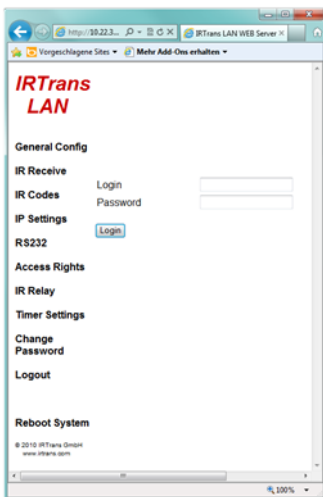 http://10.22.3...
IRTrans LAN WEB Server
Vorgeschlagene Sites
Mehr Add-Ons erhalten
IRTrans
LAN
General Config
IR Receive
IR Codes
IP Settings
RS232
Access Rights
IR Relay
Timer Settings
Change
Password
Logout
Reboot System
© 2010 IRTrans GmbH
www.irtrans.com
Login
Password
Login
100%